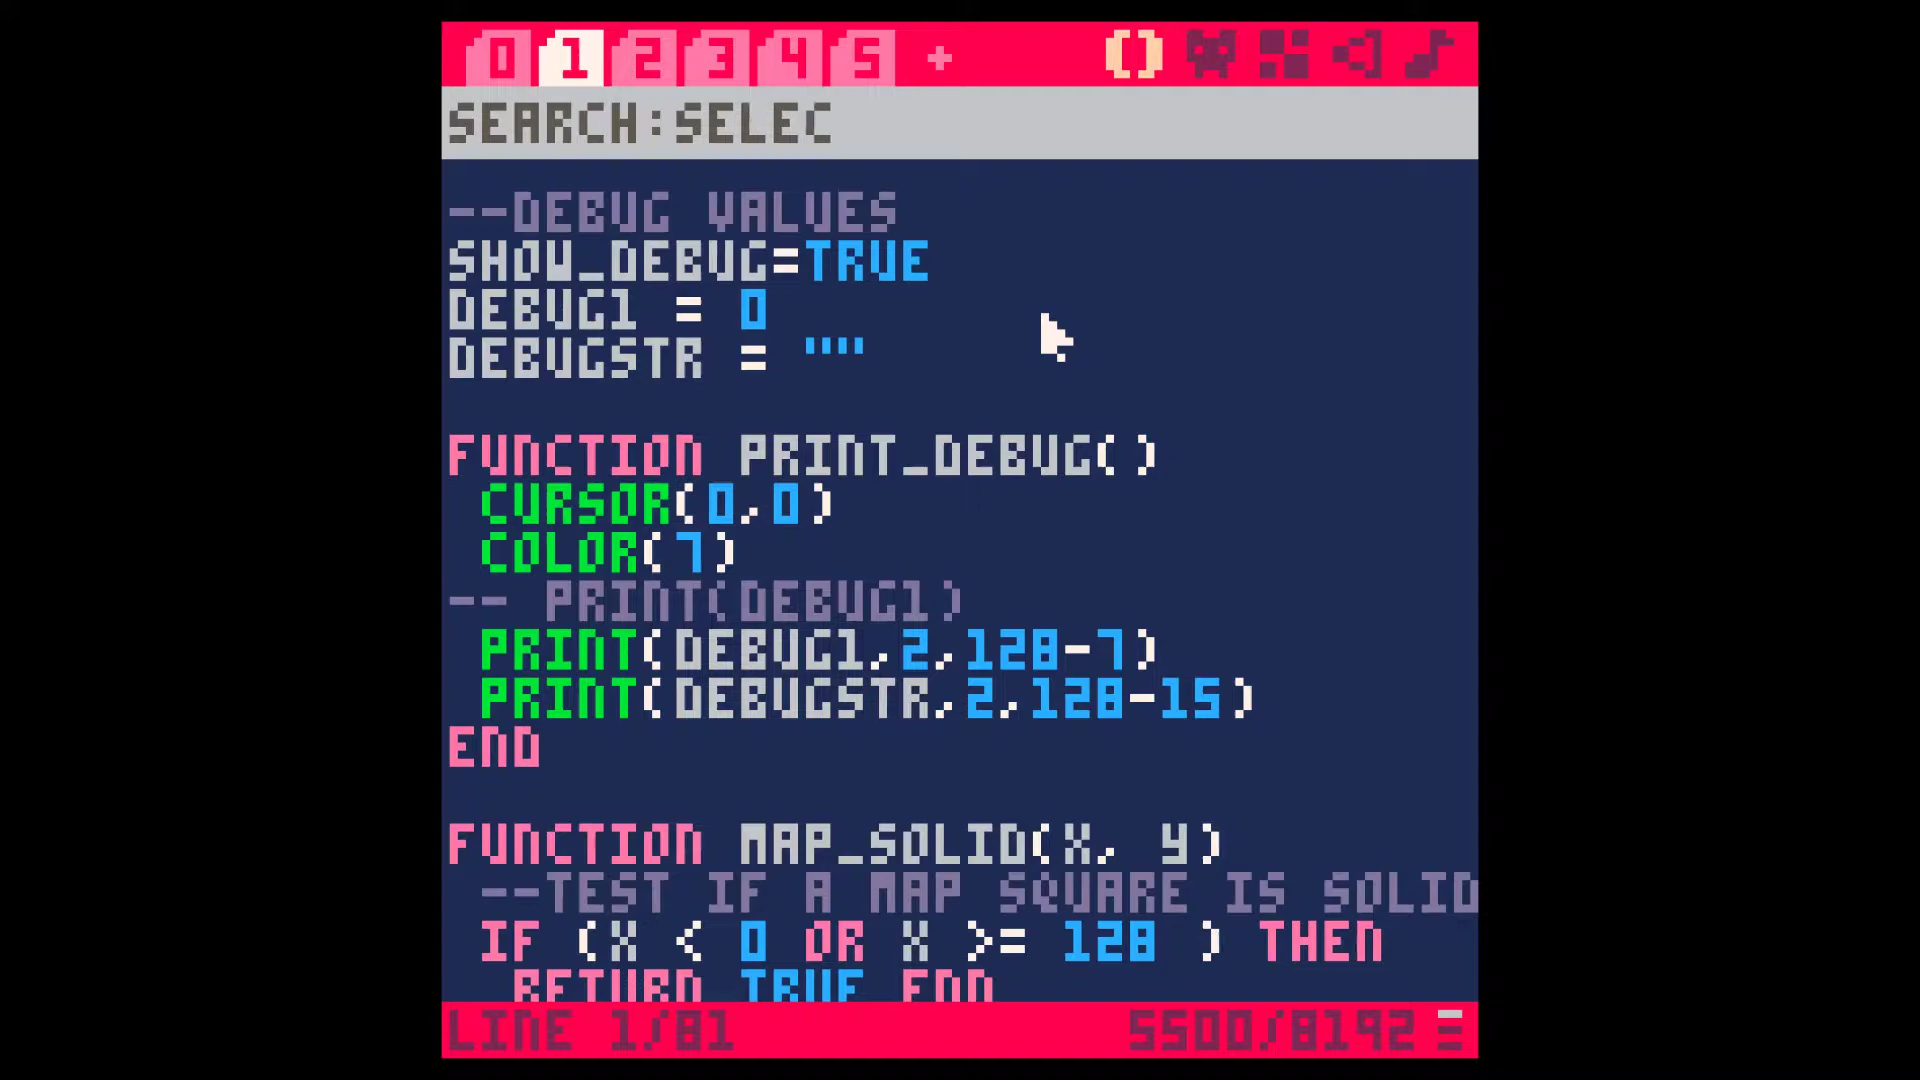 0 1 2 3 4 5 +
SEARCH:SELEC
--DEBUG VALUES
SHOW_DEBUG=TRUE
DEBUG1 = 0
DEBUGSTR = ""
FUNCTION PRINT_DEBUG()
CURSOR(0,0)
COLOR(7)
-- PRINT(DEBUG1)
PRINT(DEBUG1,2,128-7)
PRINT(DEBUGSTR,2,128-15)
END
FUNCTION MAP_SOLID(X, Y)
--TEST IF A MAP SQUARE IS SOLID
IF (X < 0 OR X >= 128 ) THEN
RETURN TRUE END
LINE 1/81 5500/8192